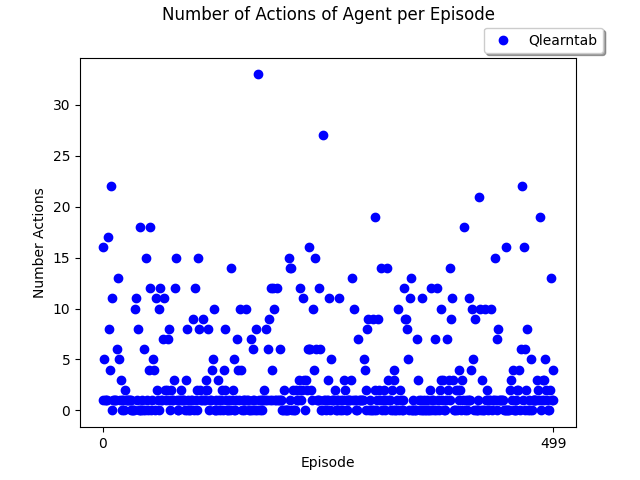 Number of Actions of Agent per Episode
Qlearntab
30
25
20
15
10
5
0
Number Actions
0 499
Episode